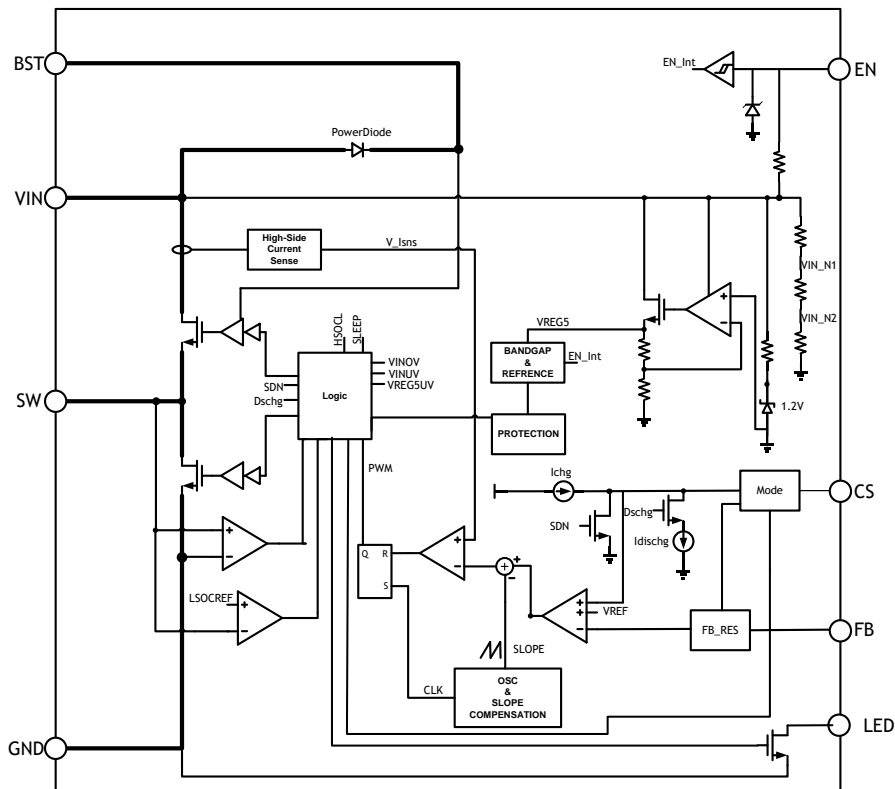 BST
EN_Int
EN
PowerDiode
VIN
High-Side
Current
Sense
V_Isns
VIN_N1
VIN_N2
VREG5
HSOCL
SLEEP
BANDGAP
&
REFRENCE
EN_Int
VINOV
VINUV
VREG5UV
Logic
SDN
Dschg
SW
1.2V
PROTECTION
PWM
Ichg
Mode
CS
SDN
Dschg
Idischg
Q
R
S
LSOCREF
VREF
FB_RES
FB
SLOPE
CLK
OSC
&
SLOPE
COMPENSATION
LED
GND